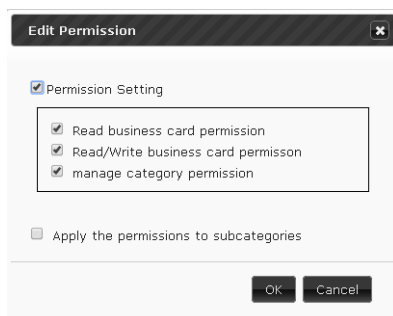 Edit Permission
Permission Setting
Read business card permission
Read/Write business card permisson
manage category permission
Apply the permissions to subcategories
OK Cancel